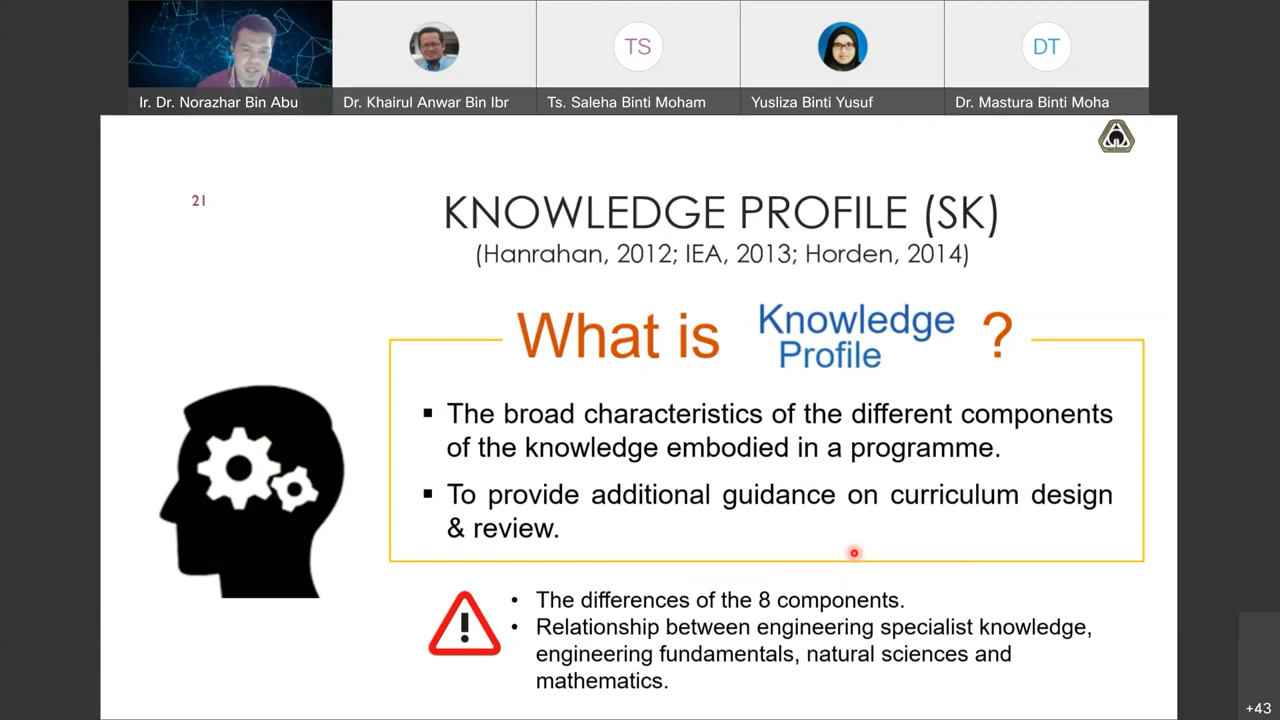 TS
DT
Ir. Dr. Norazhar Bin Abu
Dr. Khairul Anwar Bin Ibr
Ts. Saleha Binti Moham
Yusliza Binti Yusuf
Dr. Mastura Binti Moha
21
KNOWLEDGE PROFILE (SK)
(Hanrahan, 2012; IEA, 2013; Horden, 2014)
What is Knowledge ?
Profile
▪ The broad characteristics of the different components
of the knowledge embodied in a programme.
▪ To provide additional guidance on curriculum design
& review.
• The differences of the 8 components.
• Relationship between engineering specialist knowledge,
engineering fundamentals, natural sciences and
mathematics.
+43